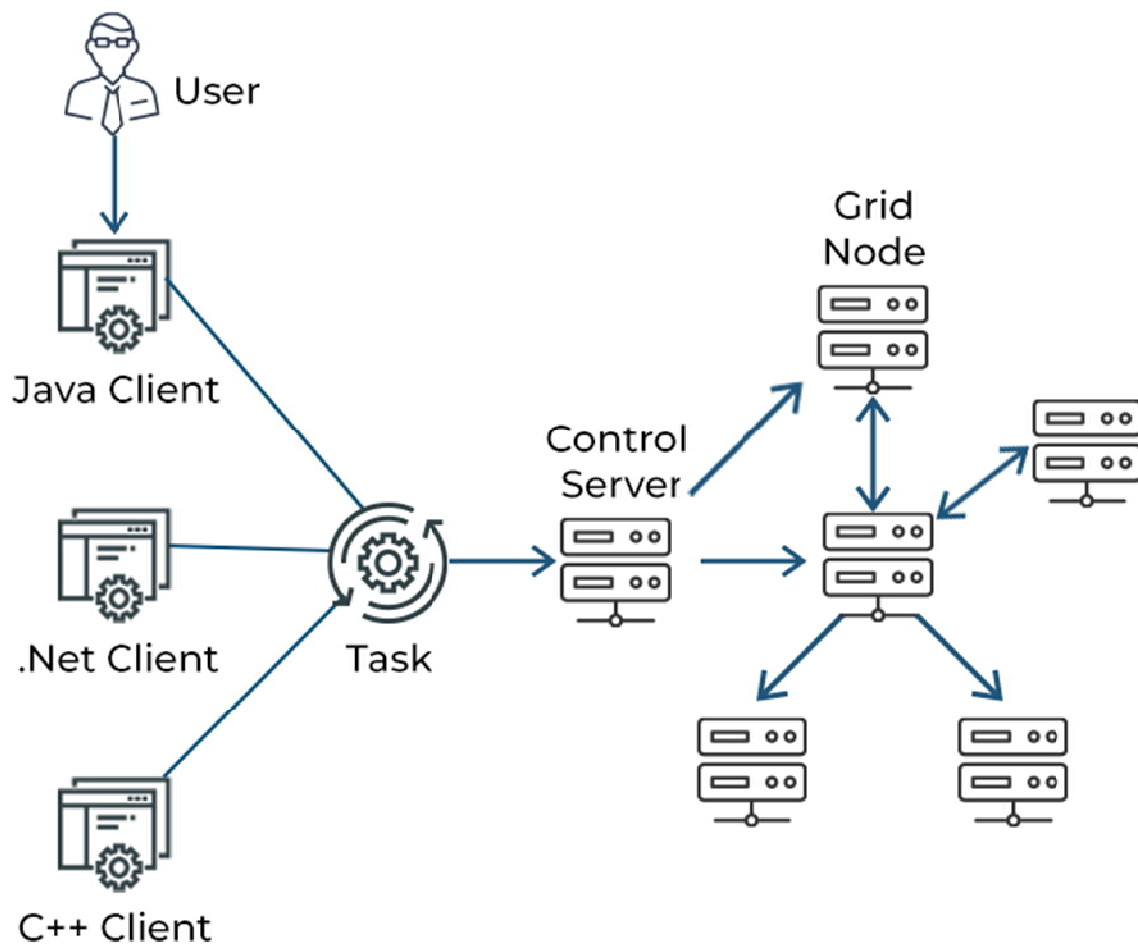 User
Java Client
.Net Client
C++ Client
Task
Control
Server
Grid
Node